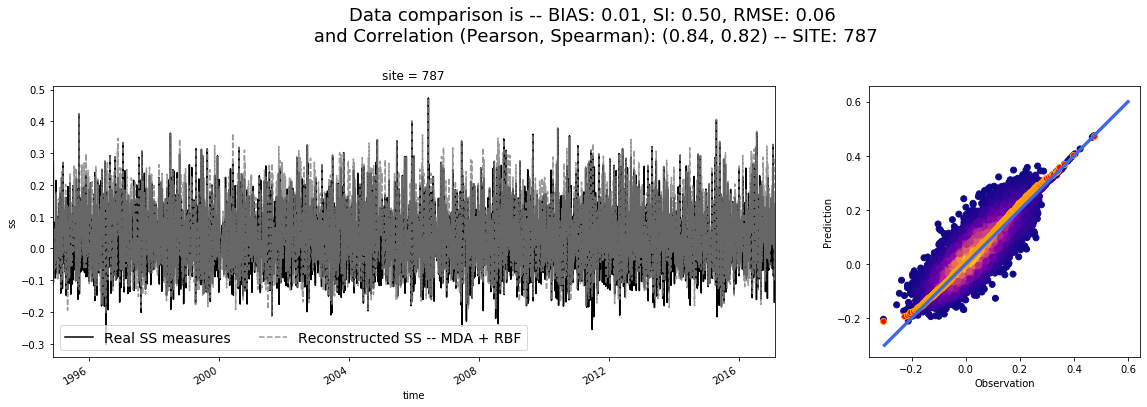 Data comparison is -- BIAS: 0.01, SI: 0.50, RMSE: 0.06
and Correlation (Pearson, Spearman): (0.84, 0.82) -- SITE: 787
site = 787
ss
0.5
0.4
0.3
0.2
0.1
0.0
−0.1
−0.2
−0.3
Real SS measures
Reconstructed SS -- MDA + RBF
1996
2000
2004
2008
2012
2016
time
Prediction
0.6
0.4
0.2
0.0
−0.2
−0.2
0.0
0.2
0.4
0.6
Observation